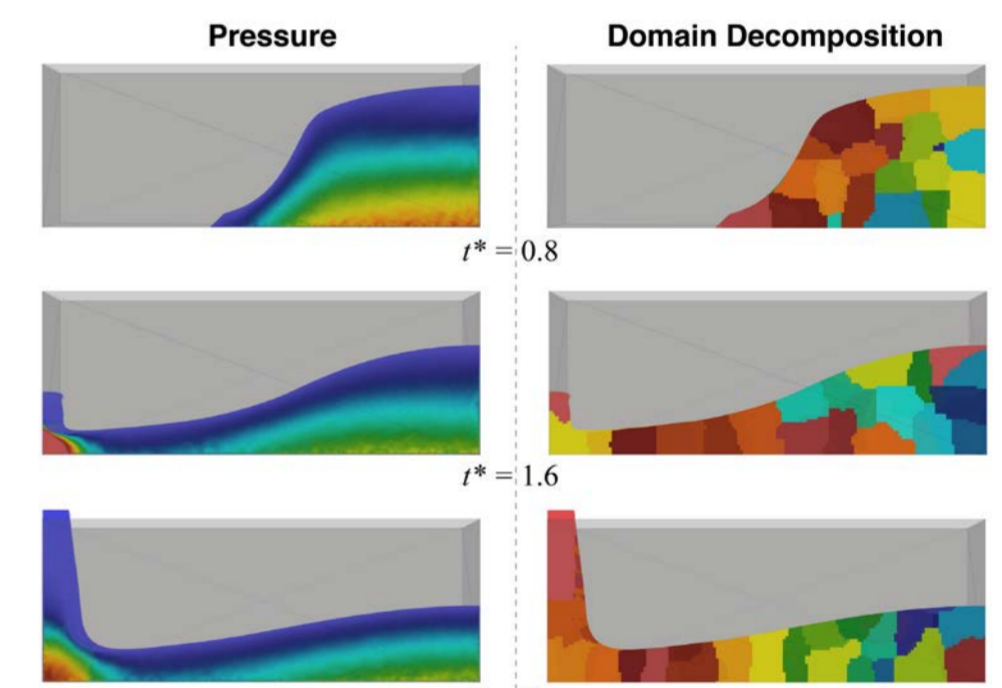 Pressure
Domain Decomposition
t* = 0.8
t* = 1.6